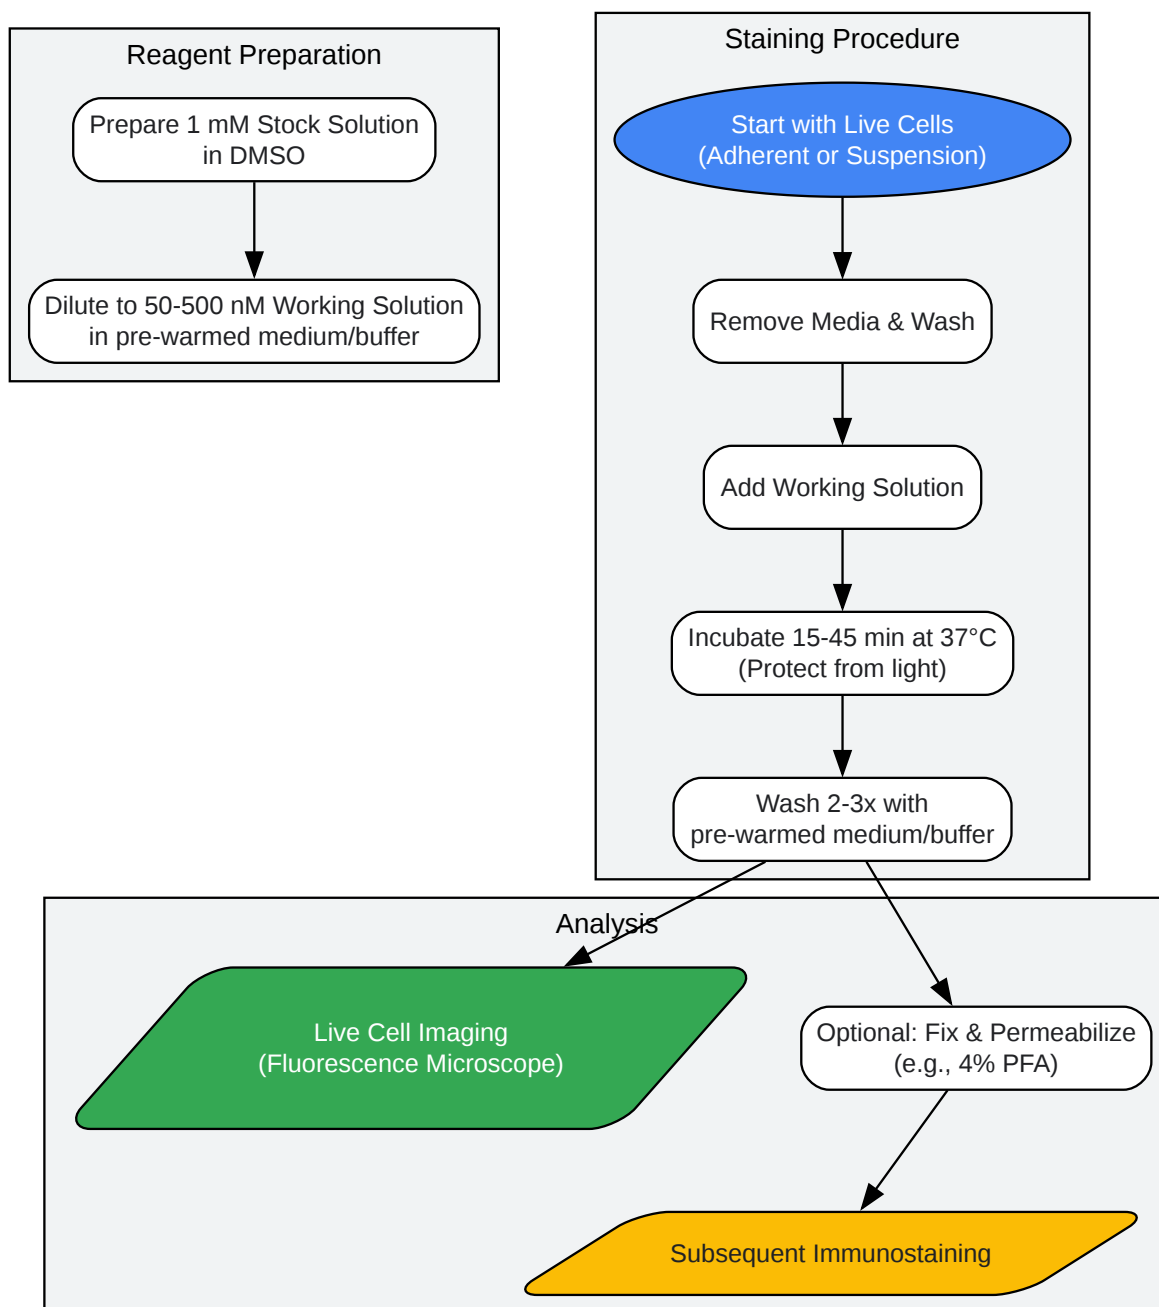 Reagent Preparation
Prepare 1 mM Stock Solution
in DMSO
Dilute to 50-500 nM Working Solution
in pre-warmed medium/buffer
Staining Procedure
Start with Live Cells
(Adherent or Suspension)
Remove Media & Wash
Add Working Solution
Incubate 15-45 min at 37°C
(Protect from light)
Wash 2-3x with
pre-warmed medium/buffer
Analysis
Live Cell Imaging
(Fluorescence Microscope)
Optional: Fix & Permeabilize
(e.g., 4% PFA)
Subsequent Immunostaining